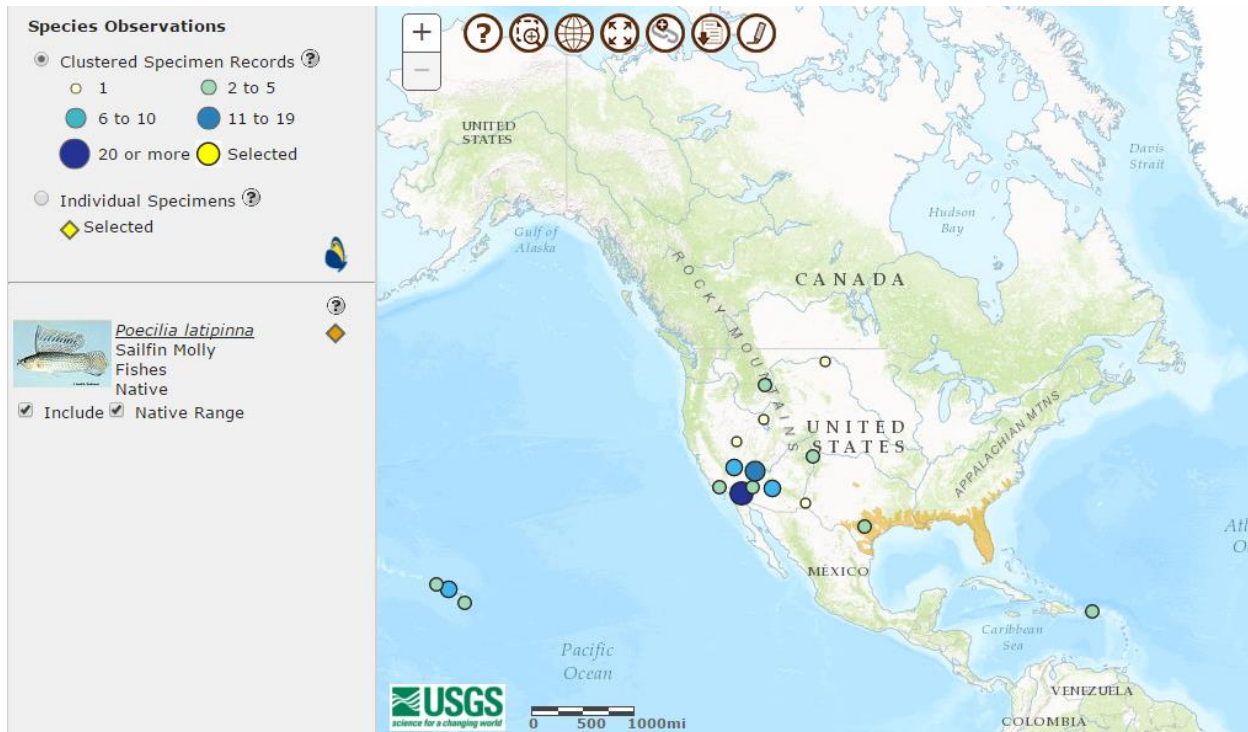 Species Observations
Clustered Specimen Records ?
1
2 to 5
6 to 10
11 to 19
20 or more
Selected
Individual Specimens ?
Selected
?
Poecilia latipinna
Sailfin Molly
Fishes
Native
Include
Native Range
+
−
?
UNITED
STATES
Gulf of
Alaska
Hudson
Bay
Davis
Strait
CANADA
ROCKY MOUNTAINS
UNITED
STATES
APPALACHIAN MTNS
MÉXICO
Atl
O
Caribbean
Sea
Pacific
Ocean
VENEZUELA
COLOMBIA
USGS
science for a changing world
0 500 1000mi